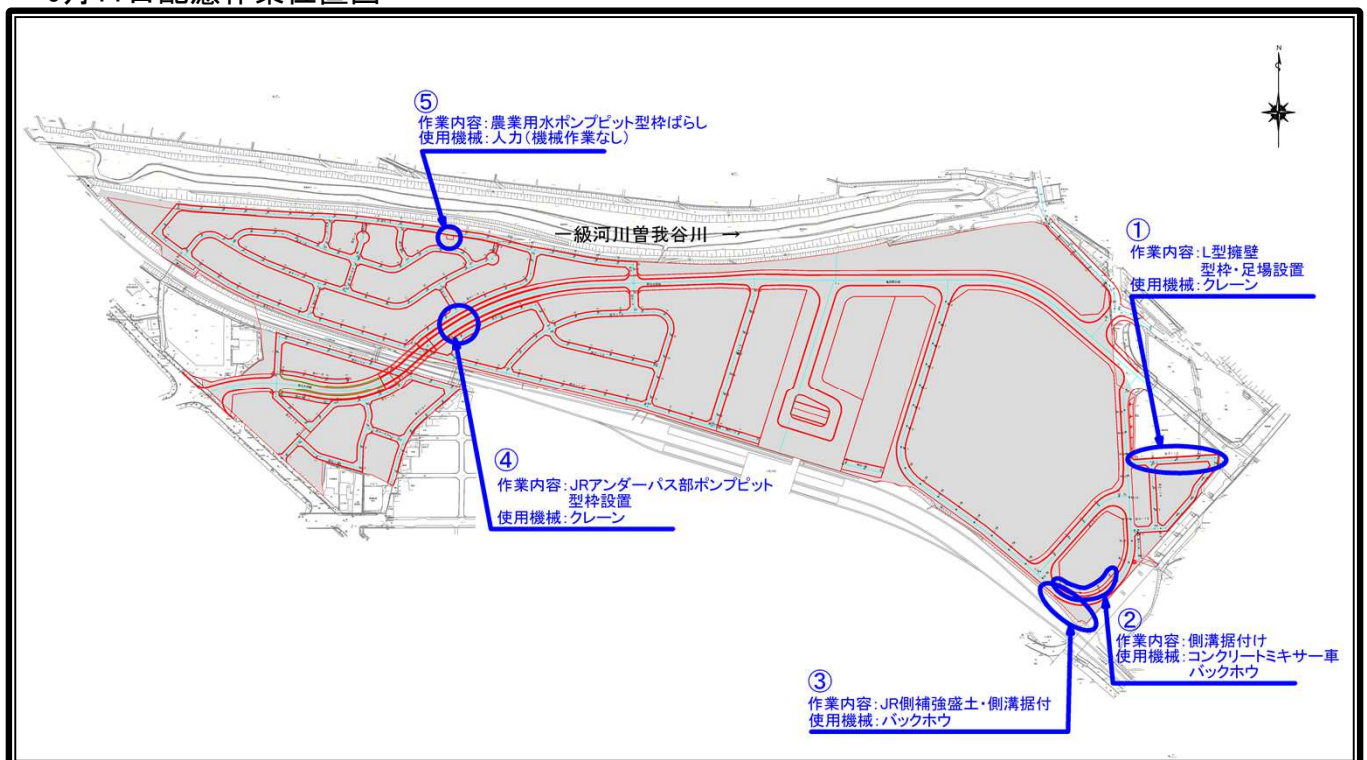 N
⑤
作業内容：農業用水ポンプピット型枠ばらし
使用機械：人力（機械作業なし）
一級河川曽我谷川 →
①
作業内容：L型擁壁
型枠・足場設置
使用機械：クレーン
④
作業内容：JRアンダーパス部ポンプピット
型枠設置
使用機械：クレーン
②
作業内容：側溝据付け
使用機械：コンクリートミキサー車
バックホウ
③
作業内容：JR側補強盛土・側溝据付
使用機械：バックホウ